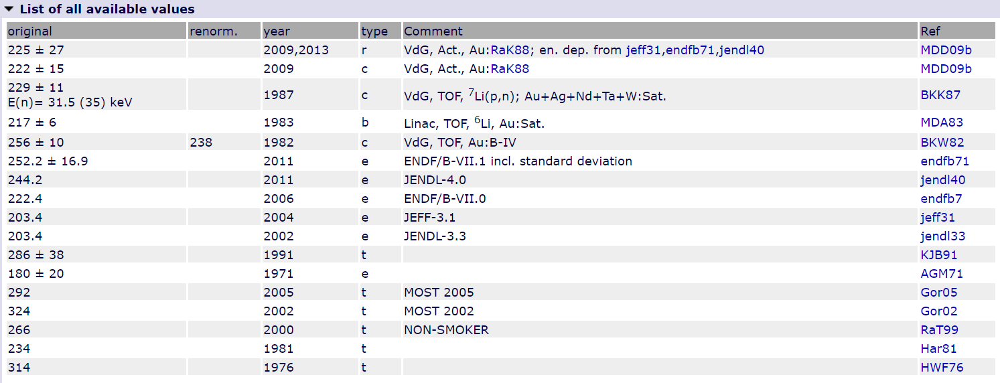 ▼ List of all available values
original renorm. year type Comment Ref
225 ± 27 2009,2013 r VdG, Act., Au:RaK88; en. dep. from jeff31,endfb71,jendl40 MDD09b
222 ± 15 2009 c VdG, Act., Au:RaK88 MDD09b
229 ± 11
E(n)= 31.5 (35) keV 1987 c VdG, TOF, ⁷Li(p,n); Au+Ag+Nd+Ta+W:Sat. BKK87
217 ± 6 1983 b Linac, TOF, ⁶Li, Au:Sat. MDA83
256 ± 10 238 1982 c VdG, TOF, Au:B-IV BKW82
252.2 ± 16.9 2011 e ENDF/B-VII.1 incl. standard deviation endfb71
244.2 2011 e JENDL-4.0 jendl40
222.4 2006 e ENDF/B-VII.0 endfb7
203.4 2004 e JEFF-3.1 jeff31
203.4 2002 e JENDL-3.3 jendl33
286 ± 38 1991 t KJB91
180 ± 20 1971 e AGM71
292 2005 t MOST 2005 Gor05
324 2002 t MOST 2002 Gor02
266 2000 t NON-SMOKER RaT99
234 1981 t Har81
314 1976 t HWF76